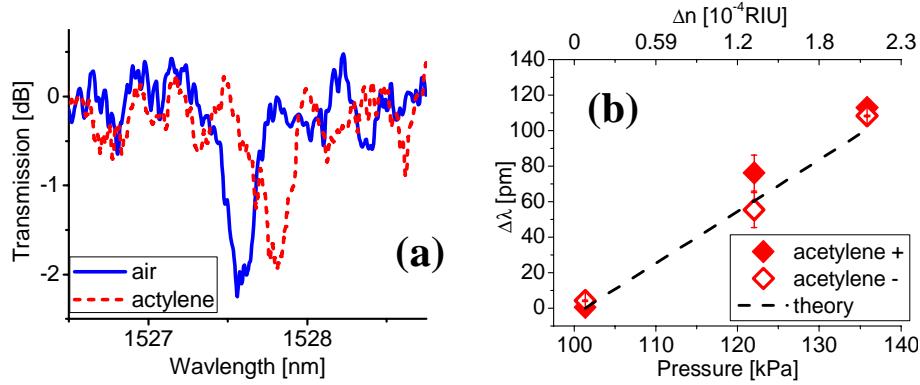 Transmission [dB]
0
-1
-2
air
actylene
(a)
1527
1528
Wavlength [nm]
Δn [10⁻⁴RIU]
0
0.59
1.2
1.8
2.3
(b)
Δλ [pm]
140
120
100
80
60
40
20
0
acetylene +
acetylene -
theory
100
110
120
130
140
Pressure [kPa]